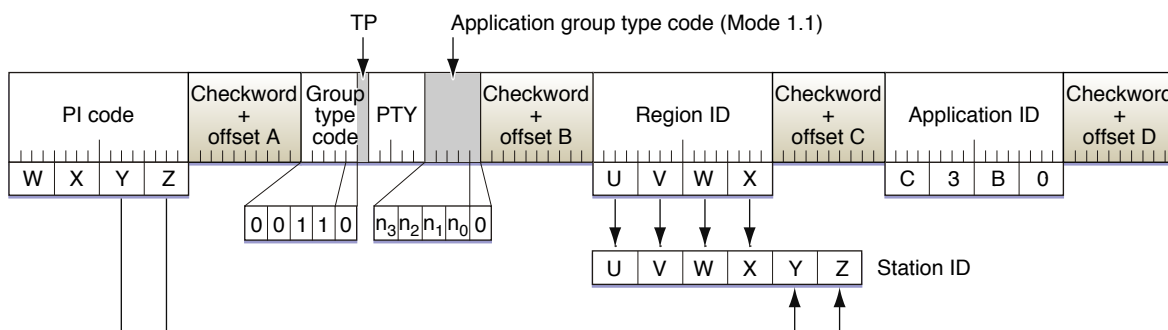 TP Application group type code (Mode 1.1)
PI code
Checkword + offset A
Group type code
PTY
Checkword + offset B
Region ID
Checkword + offset C
Application ID
Checkword + offset D
W X Y Z
U V W X
C 3 B 0
0 0 1 1 0
n3 n2 n1 n0 0
U V W X Y Z Station ID